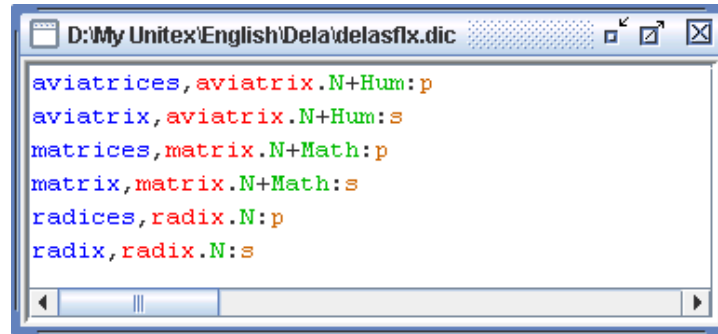 D:\My Unitex\English\Dela\delasflx.dic
aviatrices,aviatrix.N+Hum:p
aviatrix,aviatrix.N+Hum:s
matrices,matrix.N+Math:p
matrix,matrix.N+Math:s
radices,radix.N:p
radix,radix.N:s